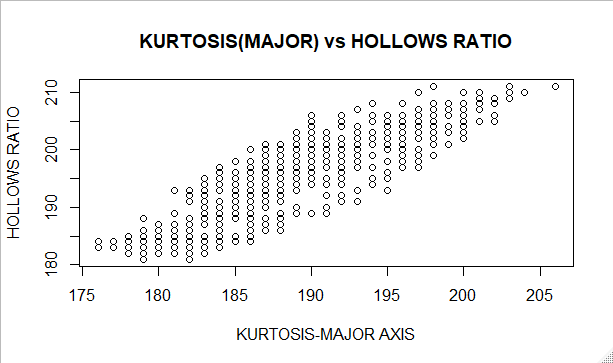 KURTOSIS(MAJOR) vs HOLLOWS RATIO
HOLLOWS RATIO
210
200
190
180
175 180 185 190 195 200 205
KURTOSIS-MAJOR AXIS